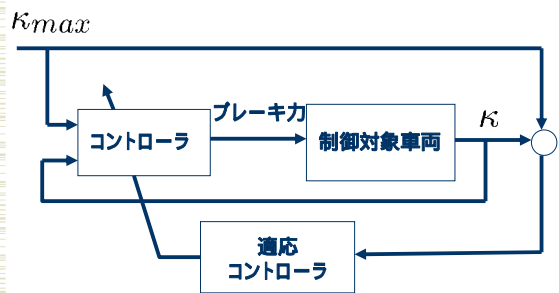 κmax
ブレーキ力
コントローラ
制御対象車両
κ
適応
コントローラ